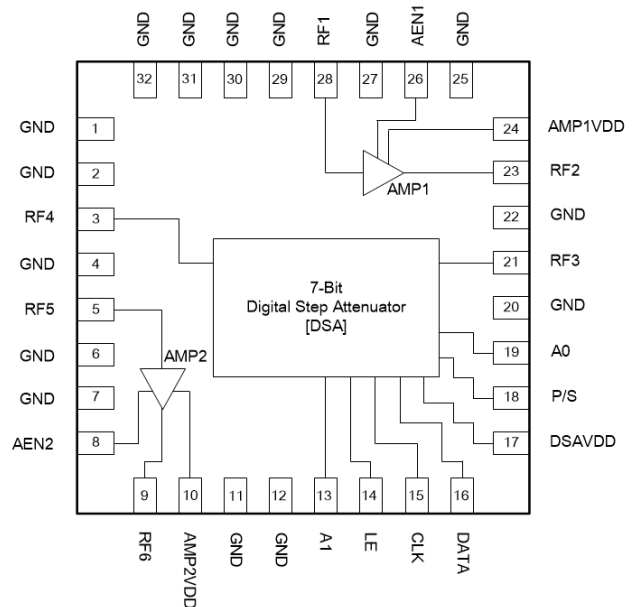 GND
GND
GND
GND
RF1
GND
AEN1
GND
32
31
30
29
28
27
26
25
GND
1
24
AMP1VDD
GND
2
23
RF2
AMP1
RF4
3
22
GND
GND
4
21
RF3
7-Bit
Digital Step Attenuator
[DSA]
RF5
5
20
GND
GND
6
AMP2
19
A0
GND
7
18
P/S
AEN2
8
17
DSAVDD
9
10
11
12
13
14
15
16
RF6
AMP2VDD
GND
GND
A1
LE
CLK
DATA